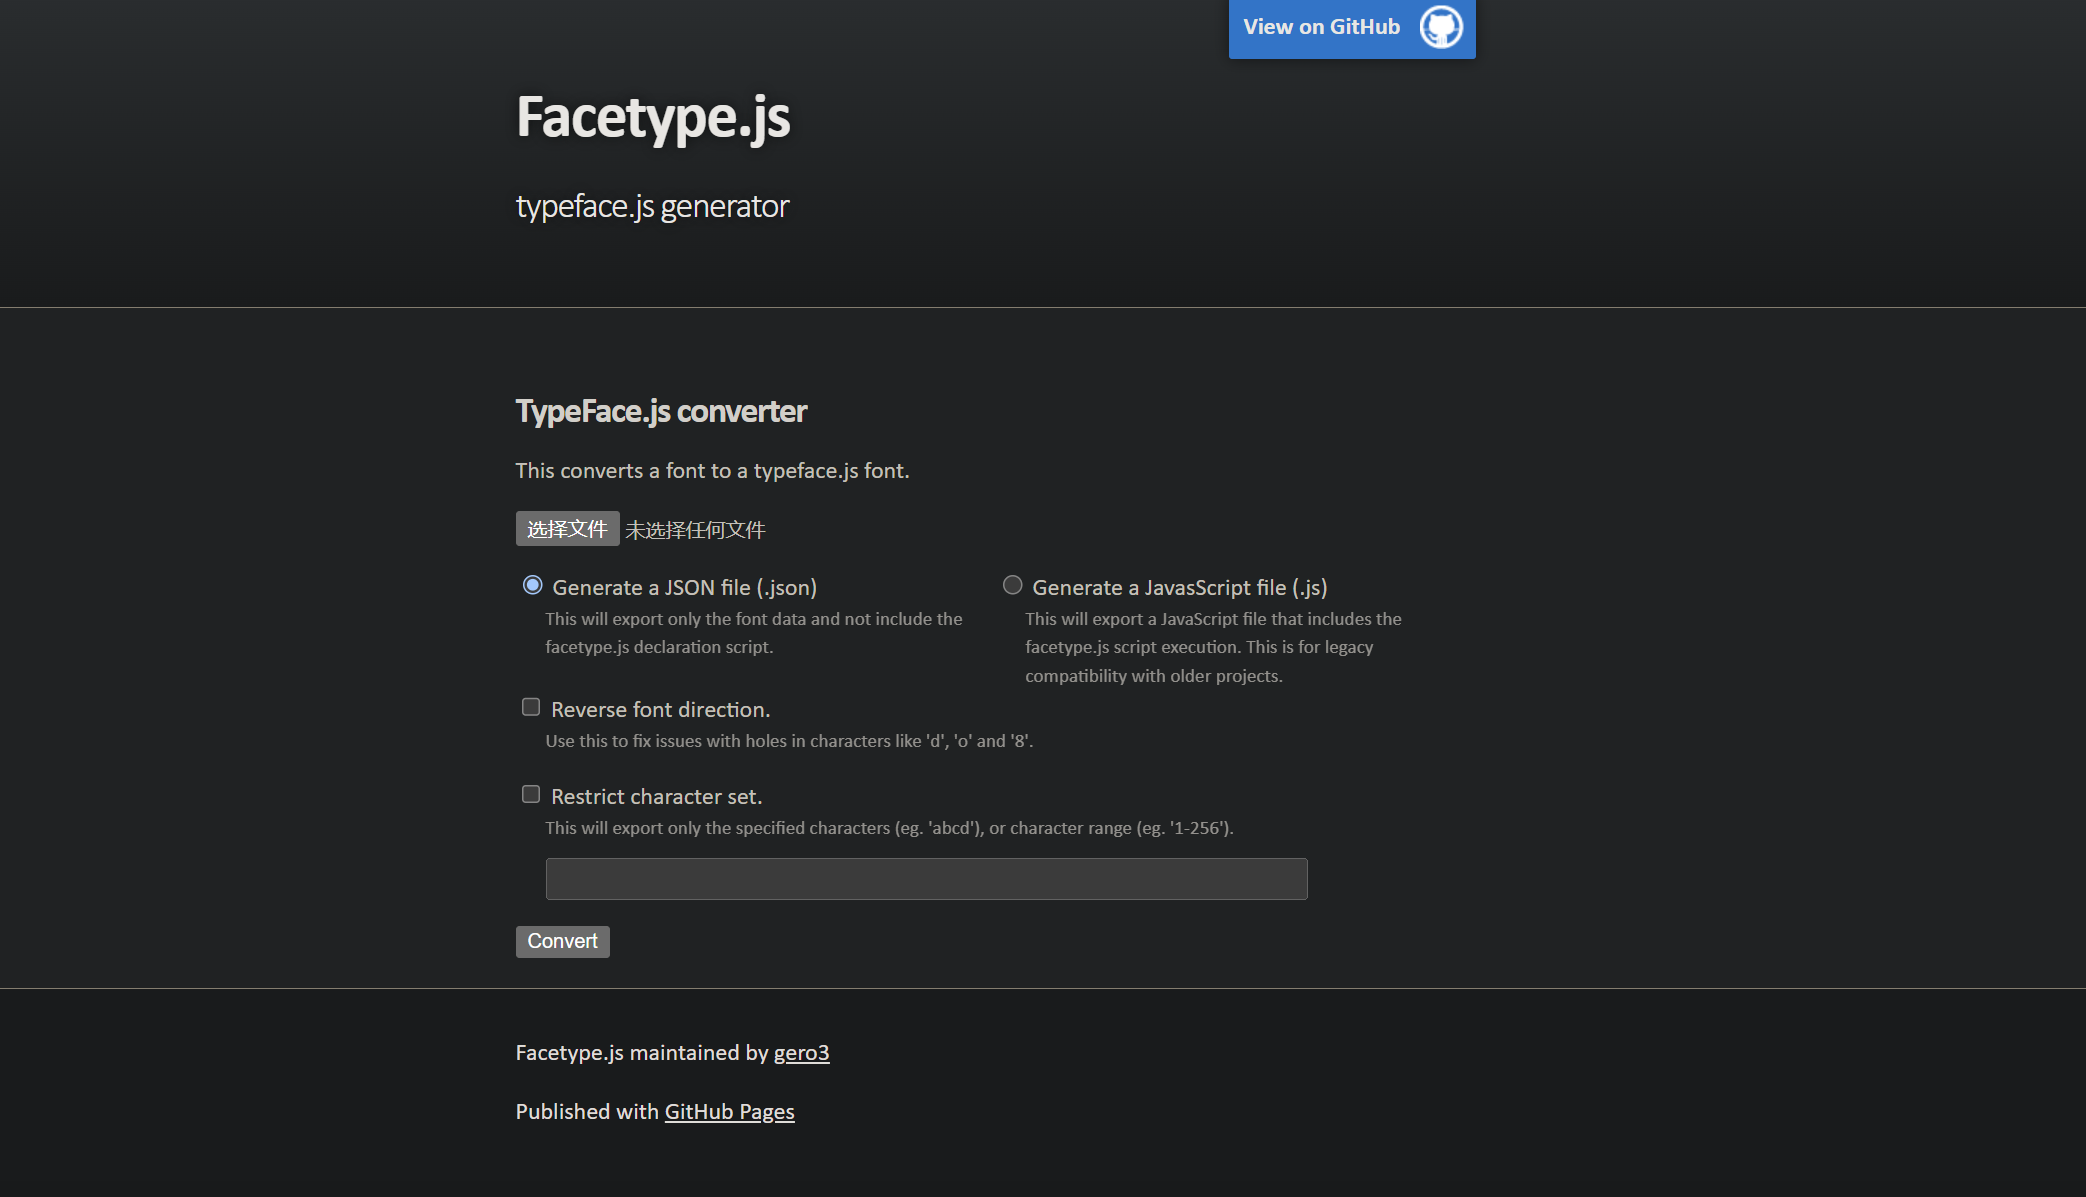 View on GitHub
Facetype.js
typeface.js generator
TypeFace.js converter
This converts a font to a typeface.js font.
选择文件 未选择任何文件
Generate a JSON file (.json)
This will export only the font data and not include the
facetype.js declaration script.
Generate a JavasScript file (.js)
This will export a JavaScript file that includes the
facetype.js script execution. This is for legacy
compatibility with older projects.
Reverse font direction.
Use this to fix issues with holes in characters like 'd', 'o' and '8'.
Restrict character set.
This will export only the specified characters (eg. 'abcd'), or character range (eg. '1-256').
Convert
Facetype.js maintained by gero3
Published with GitHub Pages